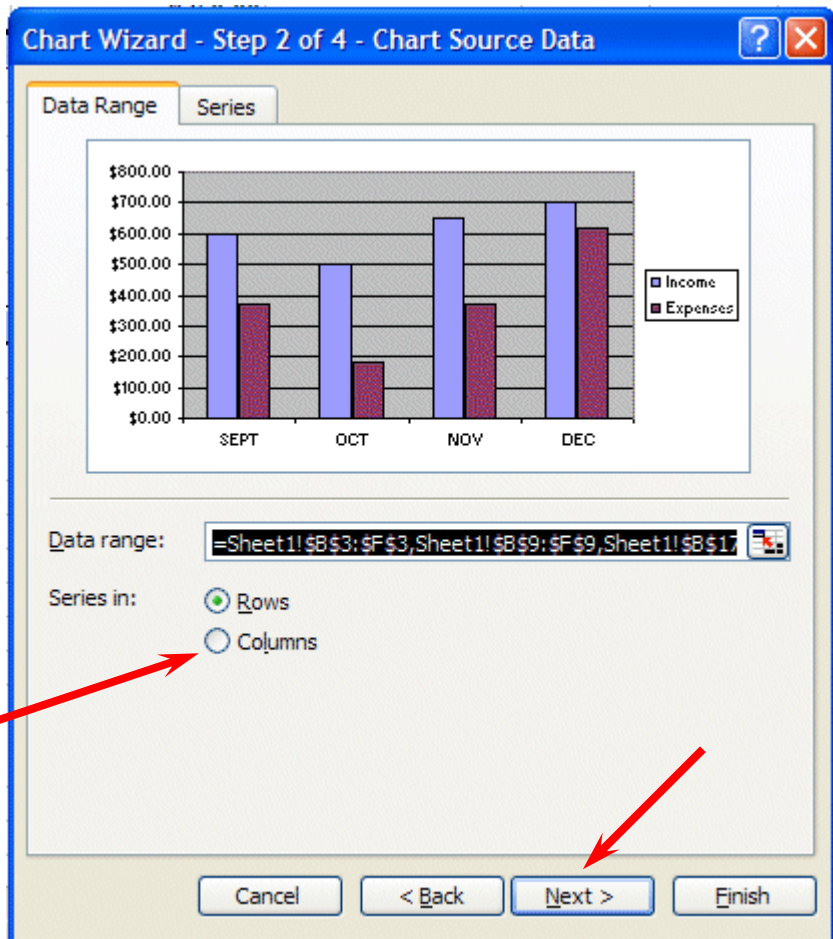 Chart Wizard - Step 2 of 4 - Chart Source Data
Data Range Series
$800.00
$700.00
$600.00
$500.00
$400.00
$300.00
$200.00
$100.00
$0.00
SEPT OCT NOV DEC
Income
Expenses
Data range: =Sheet1!$B$3:$F$3,Sheet1!$B$9:$F$9,Sheet1!$B$17
Series in: Rows
Columns
Cancel < Back Next > Finish